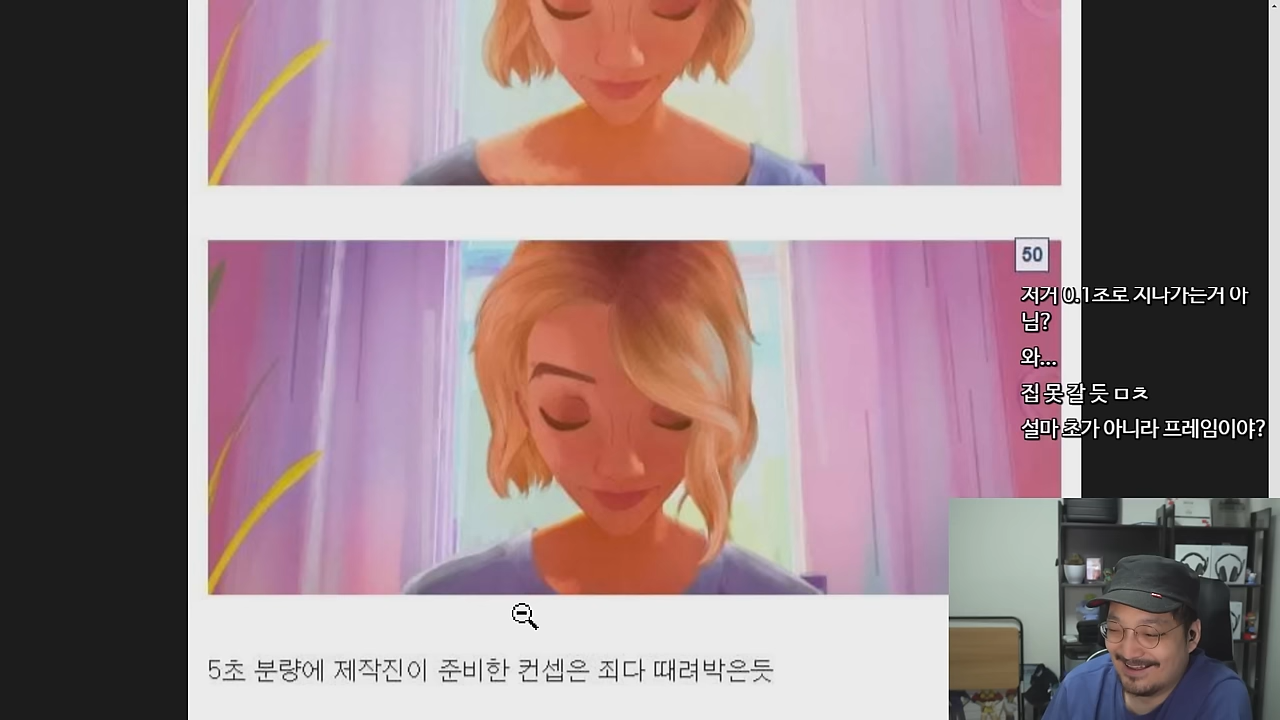 50
저거 0.1초로 지나가는거 아
님?
와...
집 못 갈 듯 ㅁㅊ
설마 초가 아니라 프레임이야?
5초 분량에 제작진이 준비한 컨셉은 죄다 때려박은듯